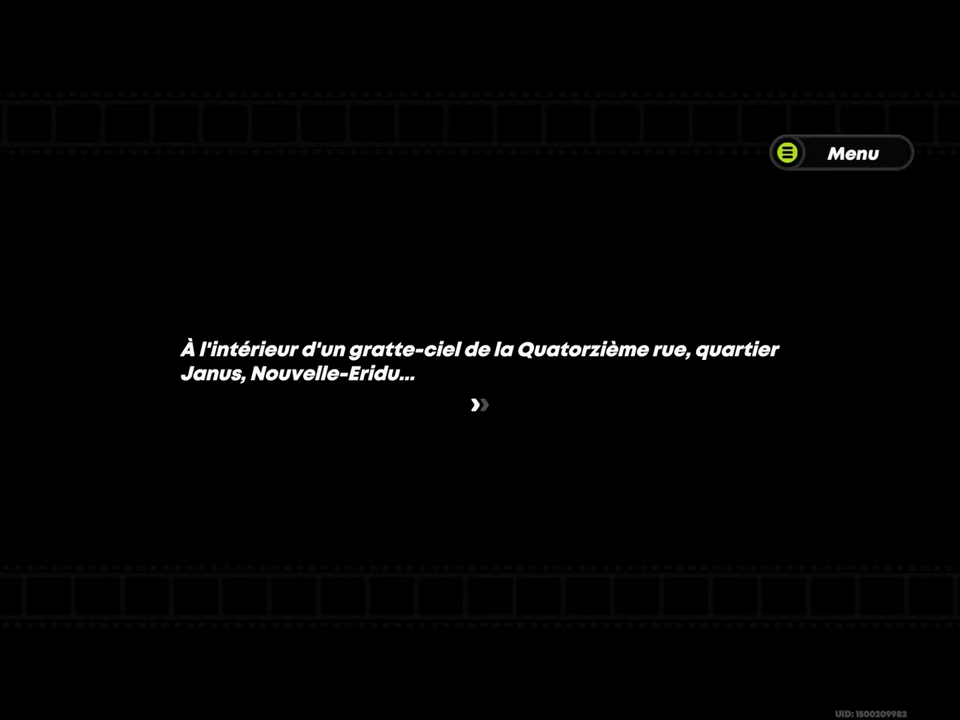 Menu
À l'intérieur d'un gratte-ciel de la Quatorzième rue, quartier
Janus, Nouvelle-Eridu...
UID: 1500209982